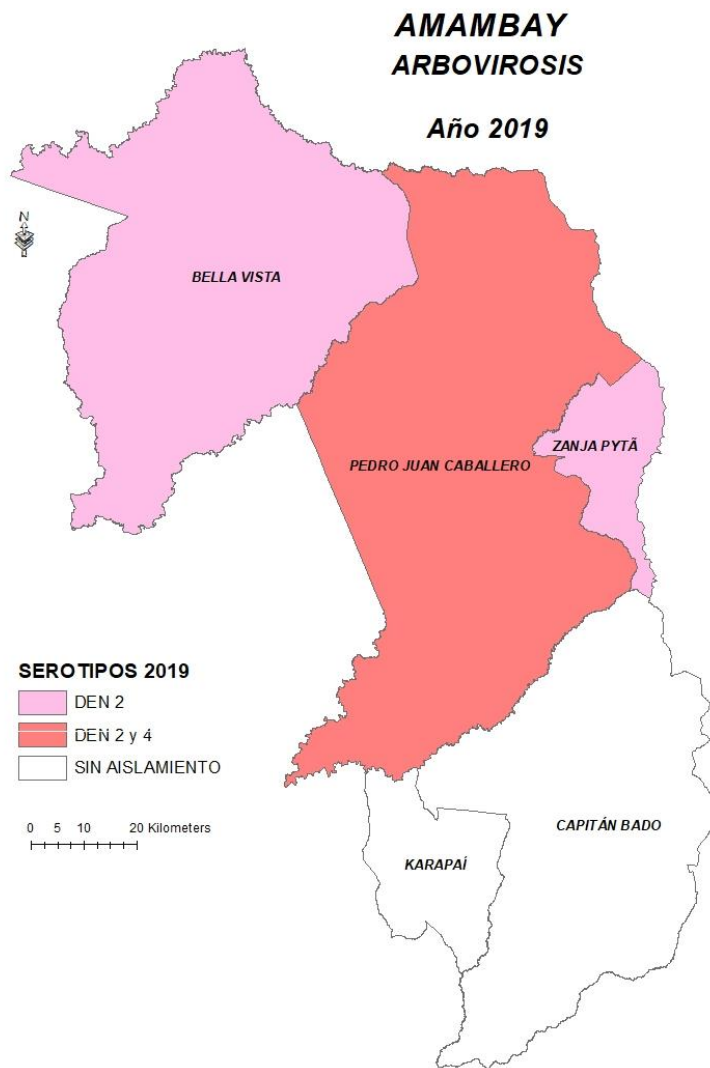 AMAMBAY
ARBOVIROSIS
Año 2019
N
BELLA VISTA
ZANJA PYTÃ
PEDRO JUAN CABALLERO
SEROTIPOS 2019
DEN 2
DEN 2 y 4
SIN AISLAMIENTO
0 5 10 20 Kilometers
CAPITÁN BADO
KARAPAÍ